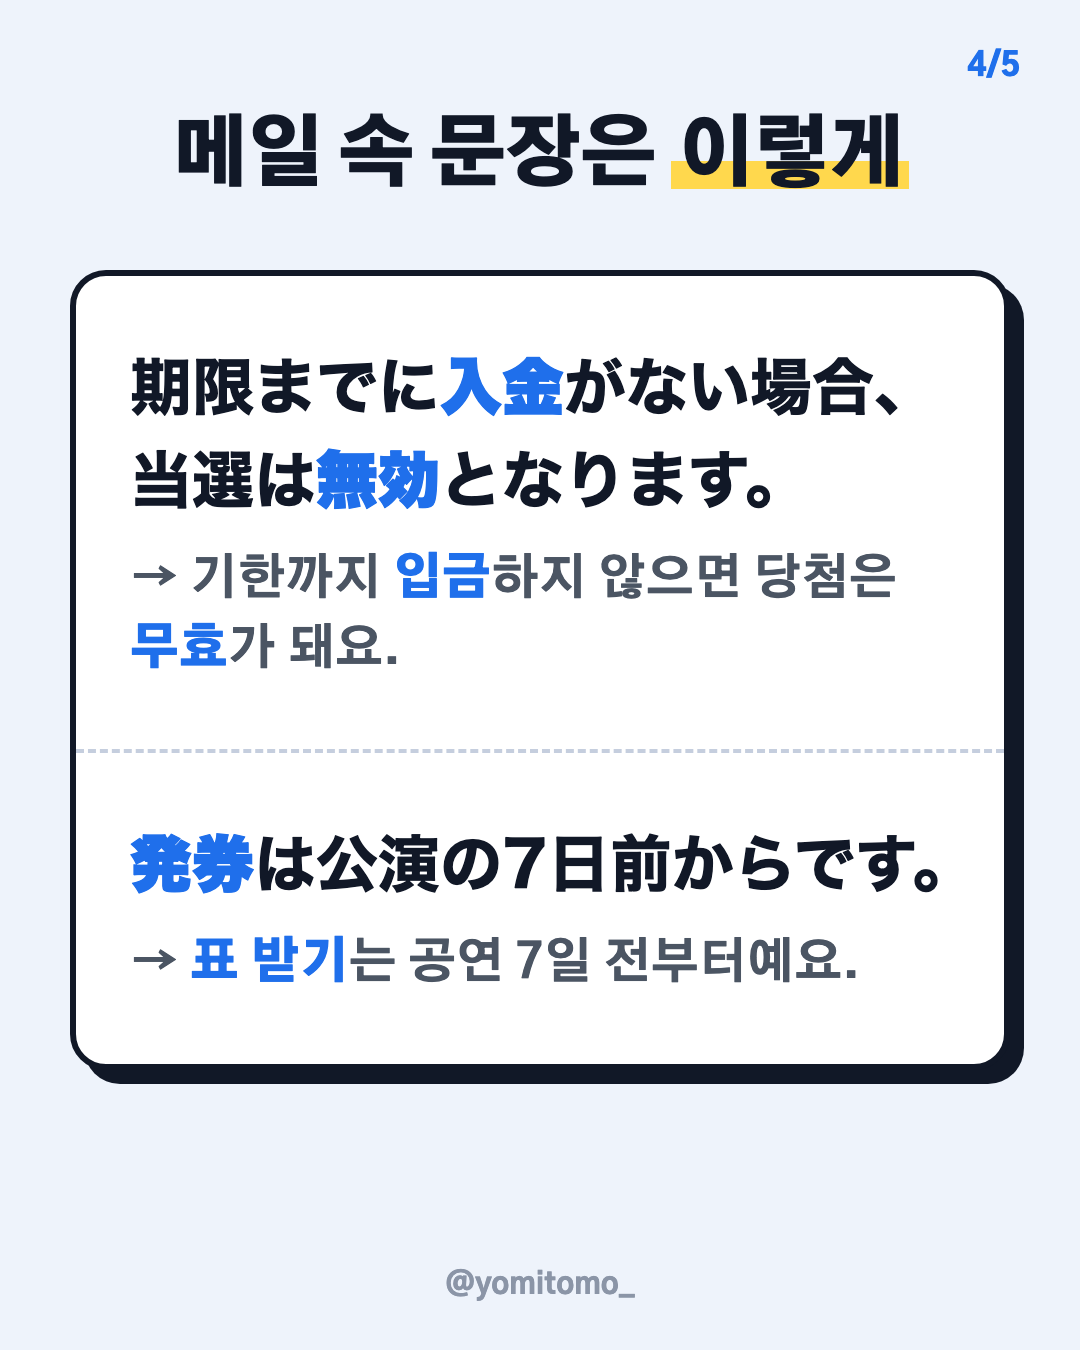 4/5
메일 속 문장은 이렇게
期限までに入金がない場合、
当選は無効となります。
→ 기한까지 입금하지 않으면 당첨은
무효가 돼요.
発券は公演の7日前からです。
→ 표 받기는 공연 7일 전부터예요.
@yomitomo_